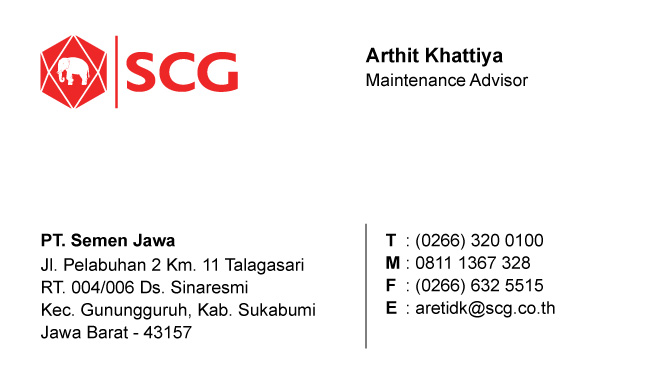 SCG
Arthit Khattiya
Maintenance Advisor
PT. Semen Jawa
Jl. Pelabuhan 2 Km. 11 Talagasari
RT. 004/006 Ds. Sinaresmi
Kec. Gunungguruh, Kab. Sukabumi
Jawa Barat - 43157
T : (0266) 320 0100
M : 0811 1367 328
F : (0266) 632 5515
E : aretidk@scg.co.th